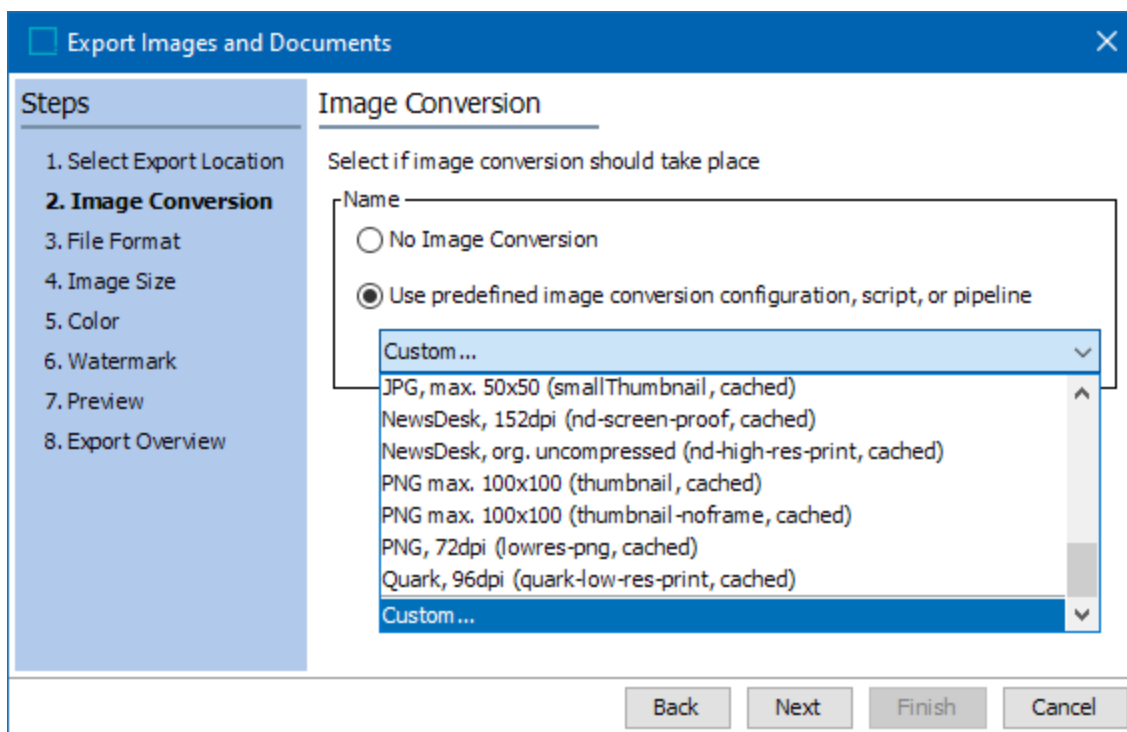 Export Images and Documents
Steps
1. Select Export Location
2. Image Conversion
3. File Format
4. Image Size
5. Color
6. Watermark
7. Preview
8. Export Overview
Image Conversion
Select if image conversion should take place
Name
No Image Conversion
Use predefined image conversion configuration, script, or pipeline
Custom...
JPG, max. 50x50 (smallThumbnail, cached)
NewsDesk, 152dpi (nd-screen-proof, cached)
NewsDesk, org. uncompressed (nd-high-res-print, cached)
PNG max. 100x100 (thumbnail, cached)
PNG max. 100x100 (thumbnail-noframe, cached)
PNG, 72dpi (lowres-png, cached)
Quark, 96dpi (quark-low-res-print, cached)
Custom...
Back
Next
Finish
Cancel